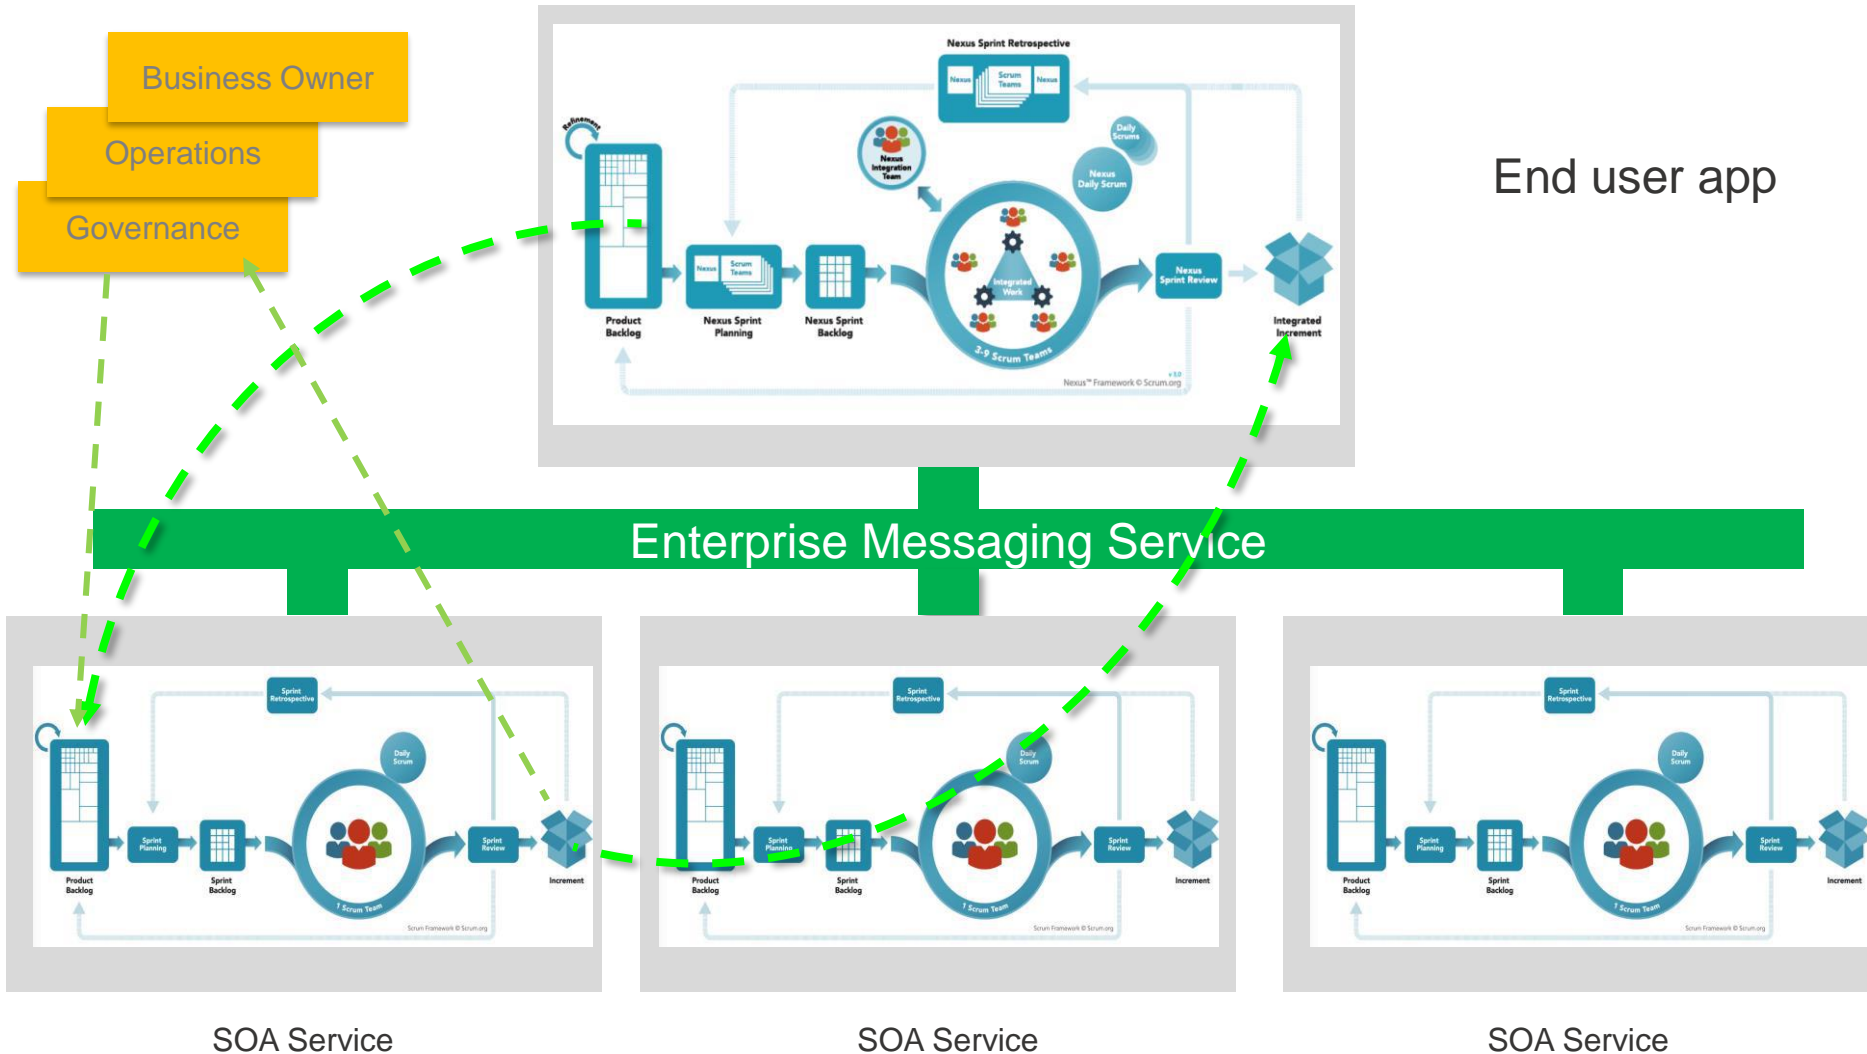 Business Owner
Operations
Governance
End user app
Nexus Sprint Retrospective
Nexus
Scrum
Teams
Nexus
Refinement
Nexus
Integration
Team
Daily
Scrums
Nexus
Daily Scrum
Nexus
Scrum
Teams
Integrated
Work
Nexus
Sprint Review
Product
Backlog
Nexus Sprint
Planning
Nexus Sprint
Backlog
3-9 Scrum Teams
Integrated
Increment
Nexus™ Framework © Scrum.org
Enterprise Messaging Service
Sprint
Retrospective
Daily
Scrum
Sprint
Planning
Sprint
Review
Product
Backlog
Sprint
Backlog
1 Scrum Team
Increment
Scrum Framework © Scrum.org
Sprint
Retrospective
Daily
Scrum
Sprint
Planning
Sprint
Review
Product
Backlog
Sprint
Backlog
1 Scrum Team
Increment
Scrum Framework © Scrum.org
Sprint
Retrospective
Daily
Scrum
Sprint
Planning
Sprint
Review
Product
Backlog
Sprint
Backlog
1 Scrum Team
Increment
Scrum Framework © Scrum.org
SOA Service
SOA Service
SOA Service